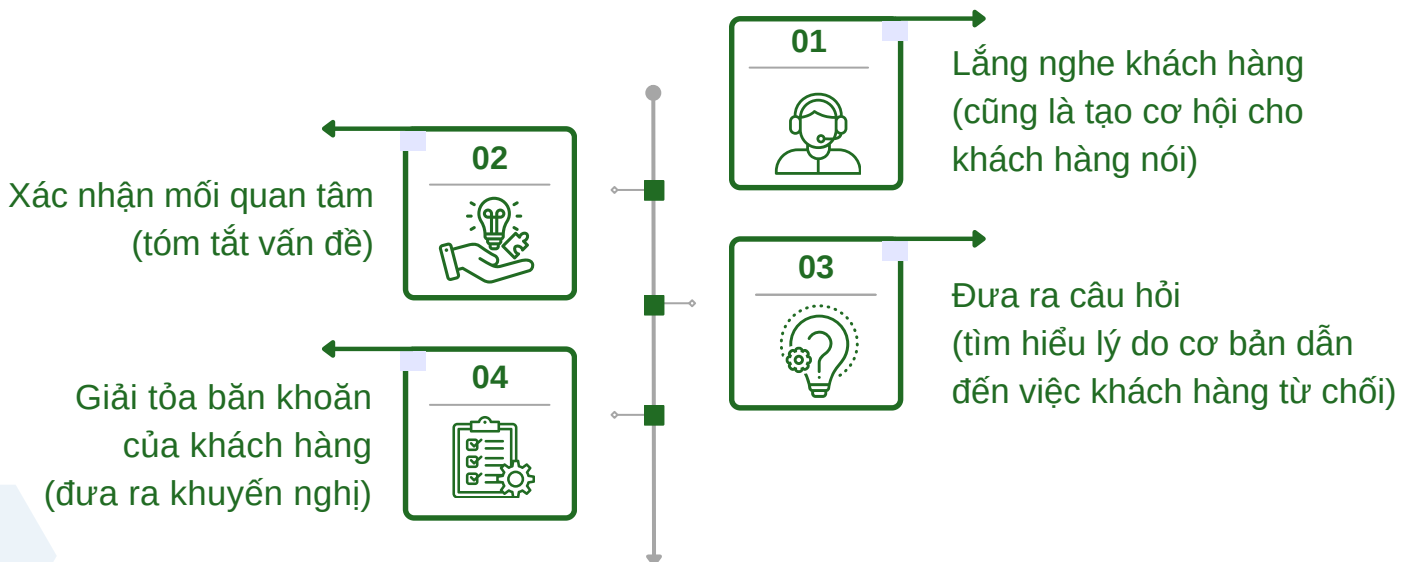 01
Lắng nghe khách hàng
(cũng là tạo cơ hội cho
khách hàng nói)
02
Xác nhận mối quan tâm
(tóm tắt vấn đề)
03
Đưa ra câu hỏi
(tìm hiểu lý do cơ bản dẫn
đến việc khách hàng từ chối)
04
Giải tỏa băn khoăn
của khách hàng
(đưa ra khuyến nghị)